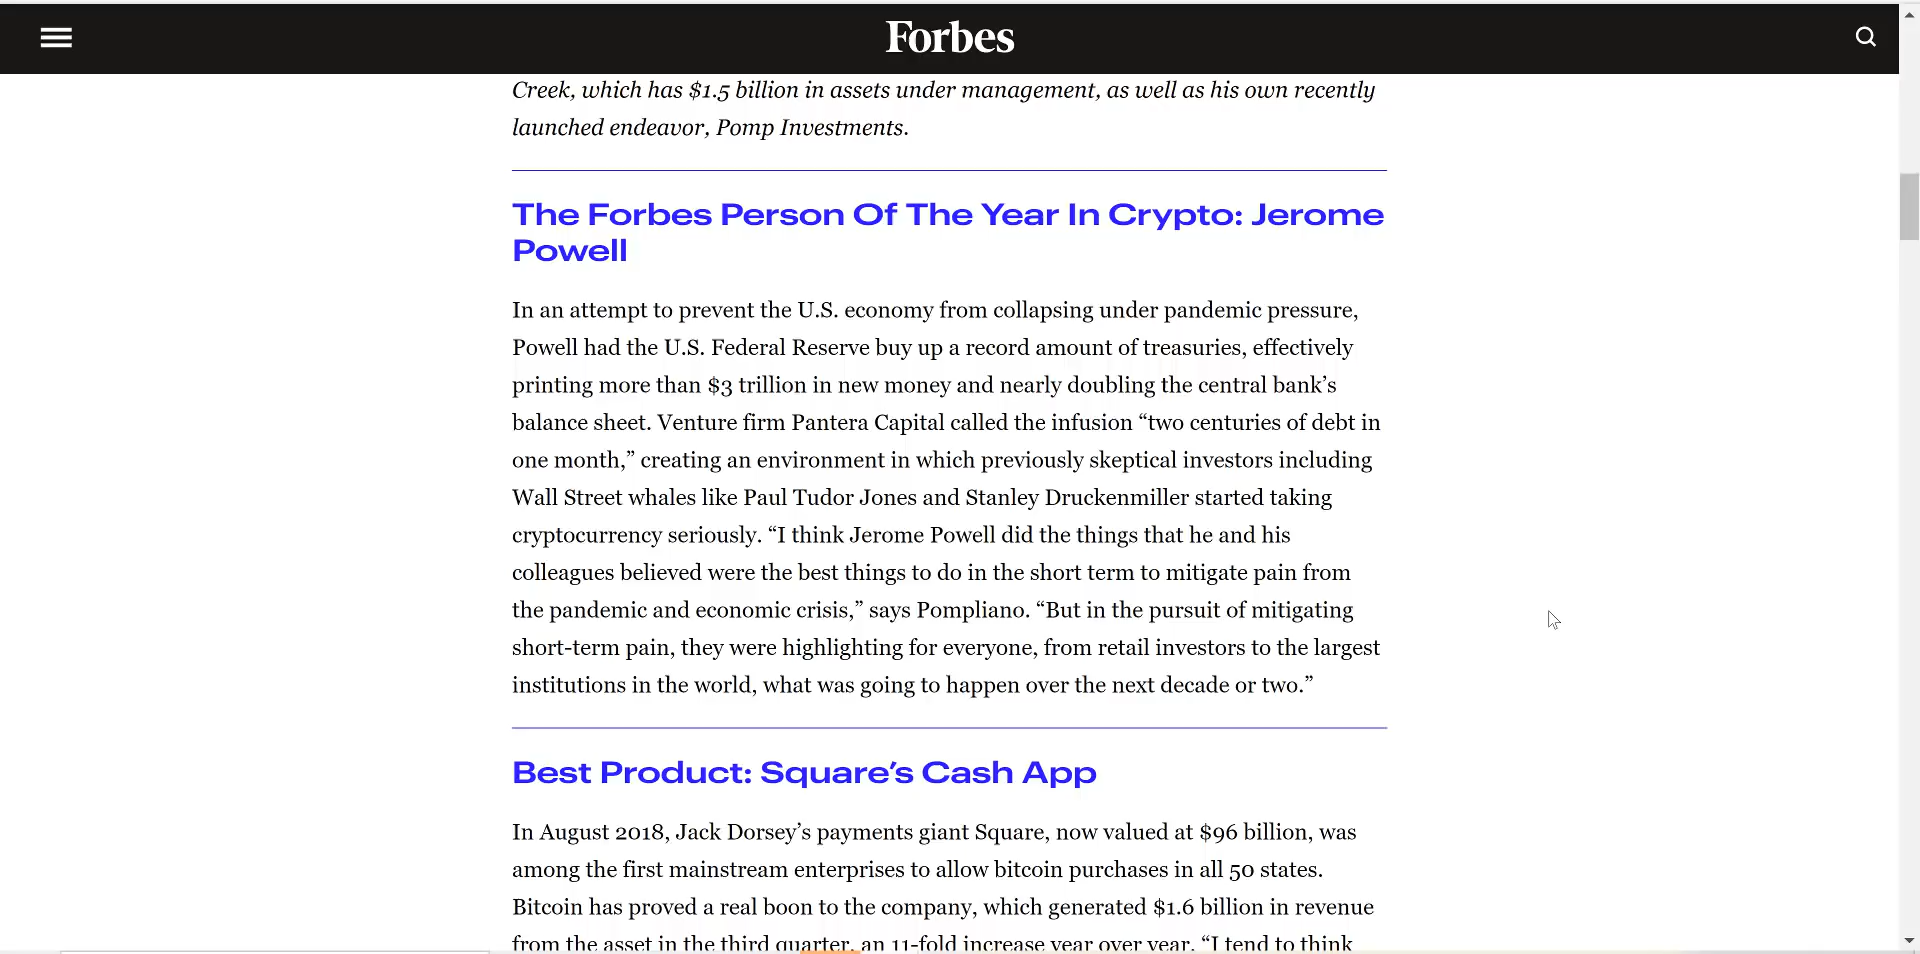 Forbes
Creek, which has $1.5 billion in assets under management, as well as his own recently
launched endeavor, Pomp Investments.
The Forbes Person Of The Year In Crypto: Jerome
Powell
In an attempt to prevent the U.S. economy from collapsing under pandemic pressure,
Powell had the U.S. Federal Reserve buy up a record amount of treasuries, effectively
printing more than $3 trillion in new money and nearly doubling the central bank’s
balance sheet. Venture firm Pantera Capital called the infusion “two centuries of debt in
one month,” creating an environment in which previously skeptical investors including
Wall Street whales like Paul Tudor Jones and Stanley Druckenmiller started taking
cryptocurrency seriously. “I think Jerome Powell did the things that he and his
colleagues believed were the best things to do in the short term to mitigate pain from
the pandemic and economic crisis,” says Pompliano. “But in the pursuit of mitigating
short-term pain, they were highlighting for everyone, from retail investors to the largest
institutions in the world, what was going to happen over the next decade or two.”
Best Product: Square’s Cash App
In August 2018, Jack Dorsey’s payments giant Square, now valued at $96 billion, was
among the first mainstream enterprises to allow bitcoin purchases in all 50 states.
Bitcoin has proved a real boon to the company, which generated $1.6 billion in revenue
from the asset in the third quarter, an 11-fold increase year over year. “I tend to think